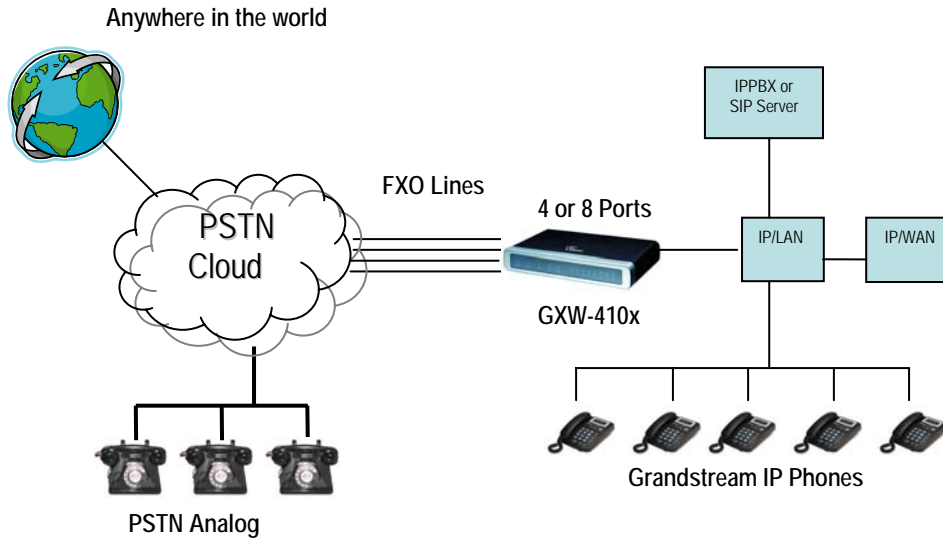 Anywhere in the world
IPPBX or
SIP Server
FXO Lines
4 or 8 Ports
PSTN
Cloud
IP/LAN
IP/WAN
GXW-410x
Grandstream IP Phones
PSTN Analog